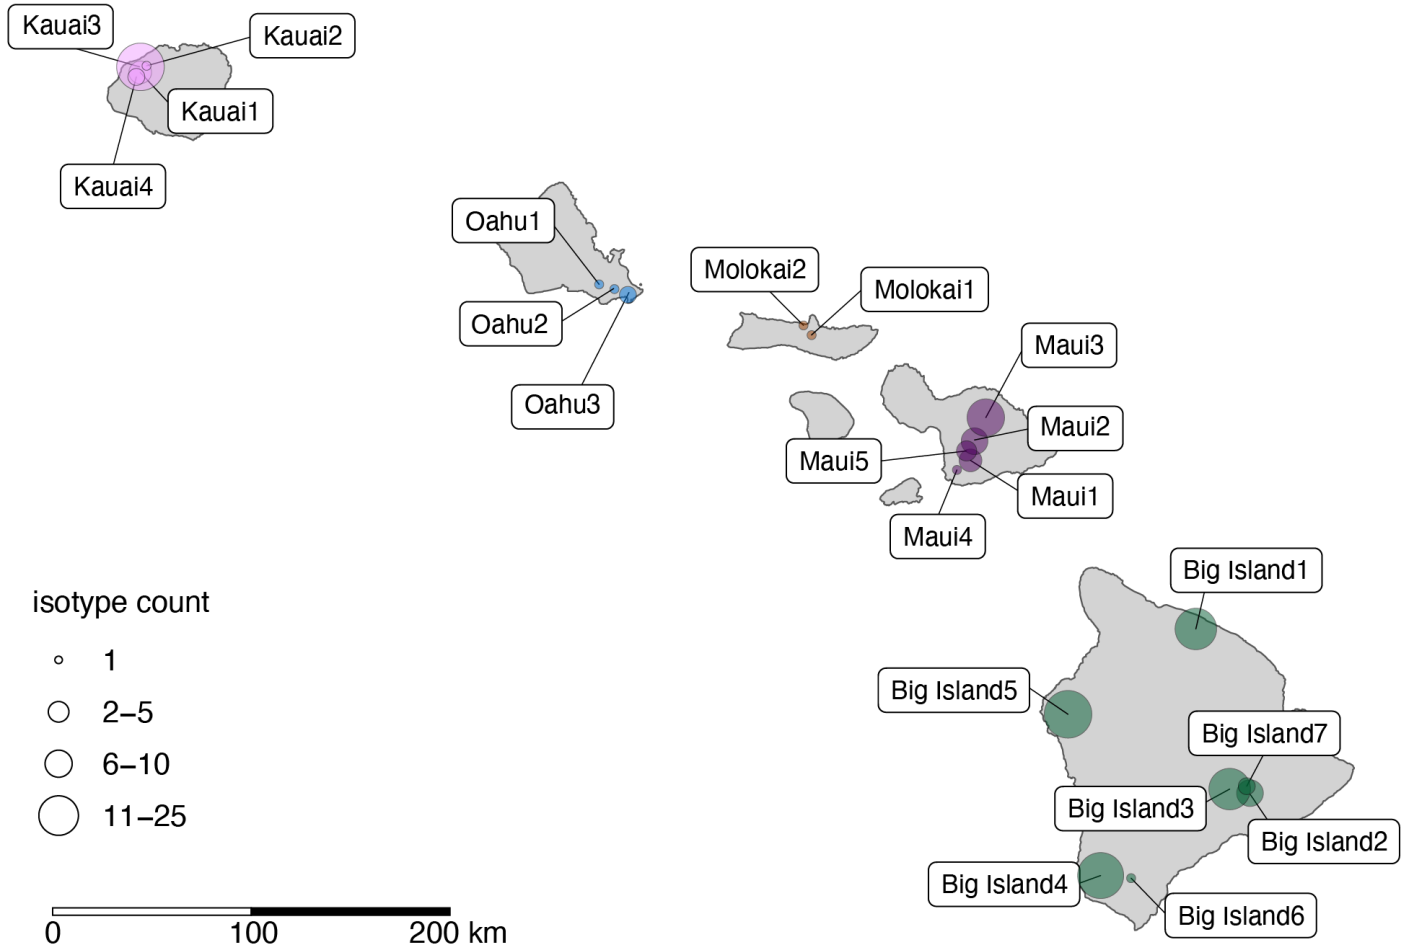 Kauai3
Kauai2
Kauai1
Kauai4
Oahu1
Oahu2
Oahu3
Molokai2
Molokai1
Maui3
Maui2
Maui5
Maui1
Maui4
Big Island1
Big Island5
Big Island7
Big Island3
Big Island2
Big Island4
Big Island6
isotype count
1
2–5
6–10
11–25
0 100 200 km